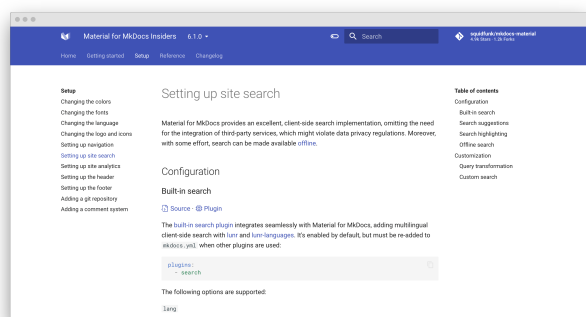 Material for MkDocs Insiders 6.1.0
Search
squidfunk/mkdocs-material
4.9k Stars · 1.2k Forks
Home Getting started Setup Reference Changelog
Setup
Changing the colors
Changing the fonts
Changing the language
Changing the logo and icons
Setting up navigation
Setting up site search
Setting up site analytics
Setting up the header
Setting up the footer
Adding a git repository
Adding a comment system
Setting up site search
Material for MkDocs provides an excellent, client-side search implementation, omitting the need
for the integration of third-party services, which might violate data privacy regulations. Moreover,
with some effort, search can be made available offline.
Configuration
Built-in search
Source · Plugin
The built-in search plugin integrates seamlessly with Material for MkDocs, adding multilingual
client-side search with lunr and lunr-languages. It's enabled by default, but must be re-added to
mkdocs.yml when other plugins are used:
plugins:
- search
The following options are supported:
lang
Table of contents
Configuration
Built-in search
Search suggestions
Search highlighting
Offline search
Customization
Query transformation
Custom search